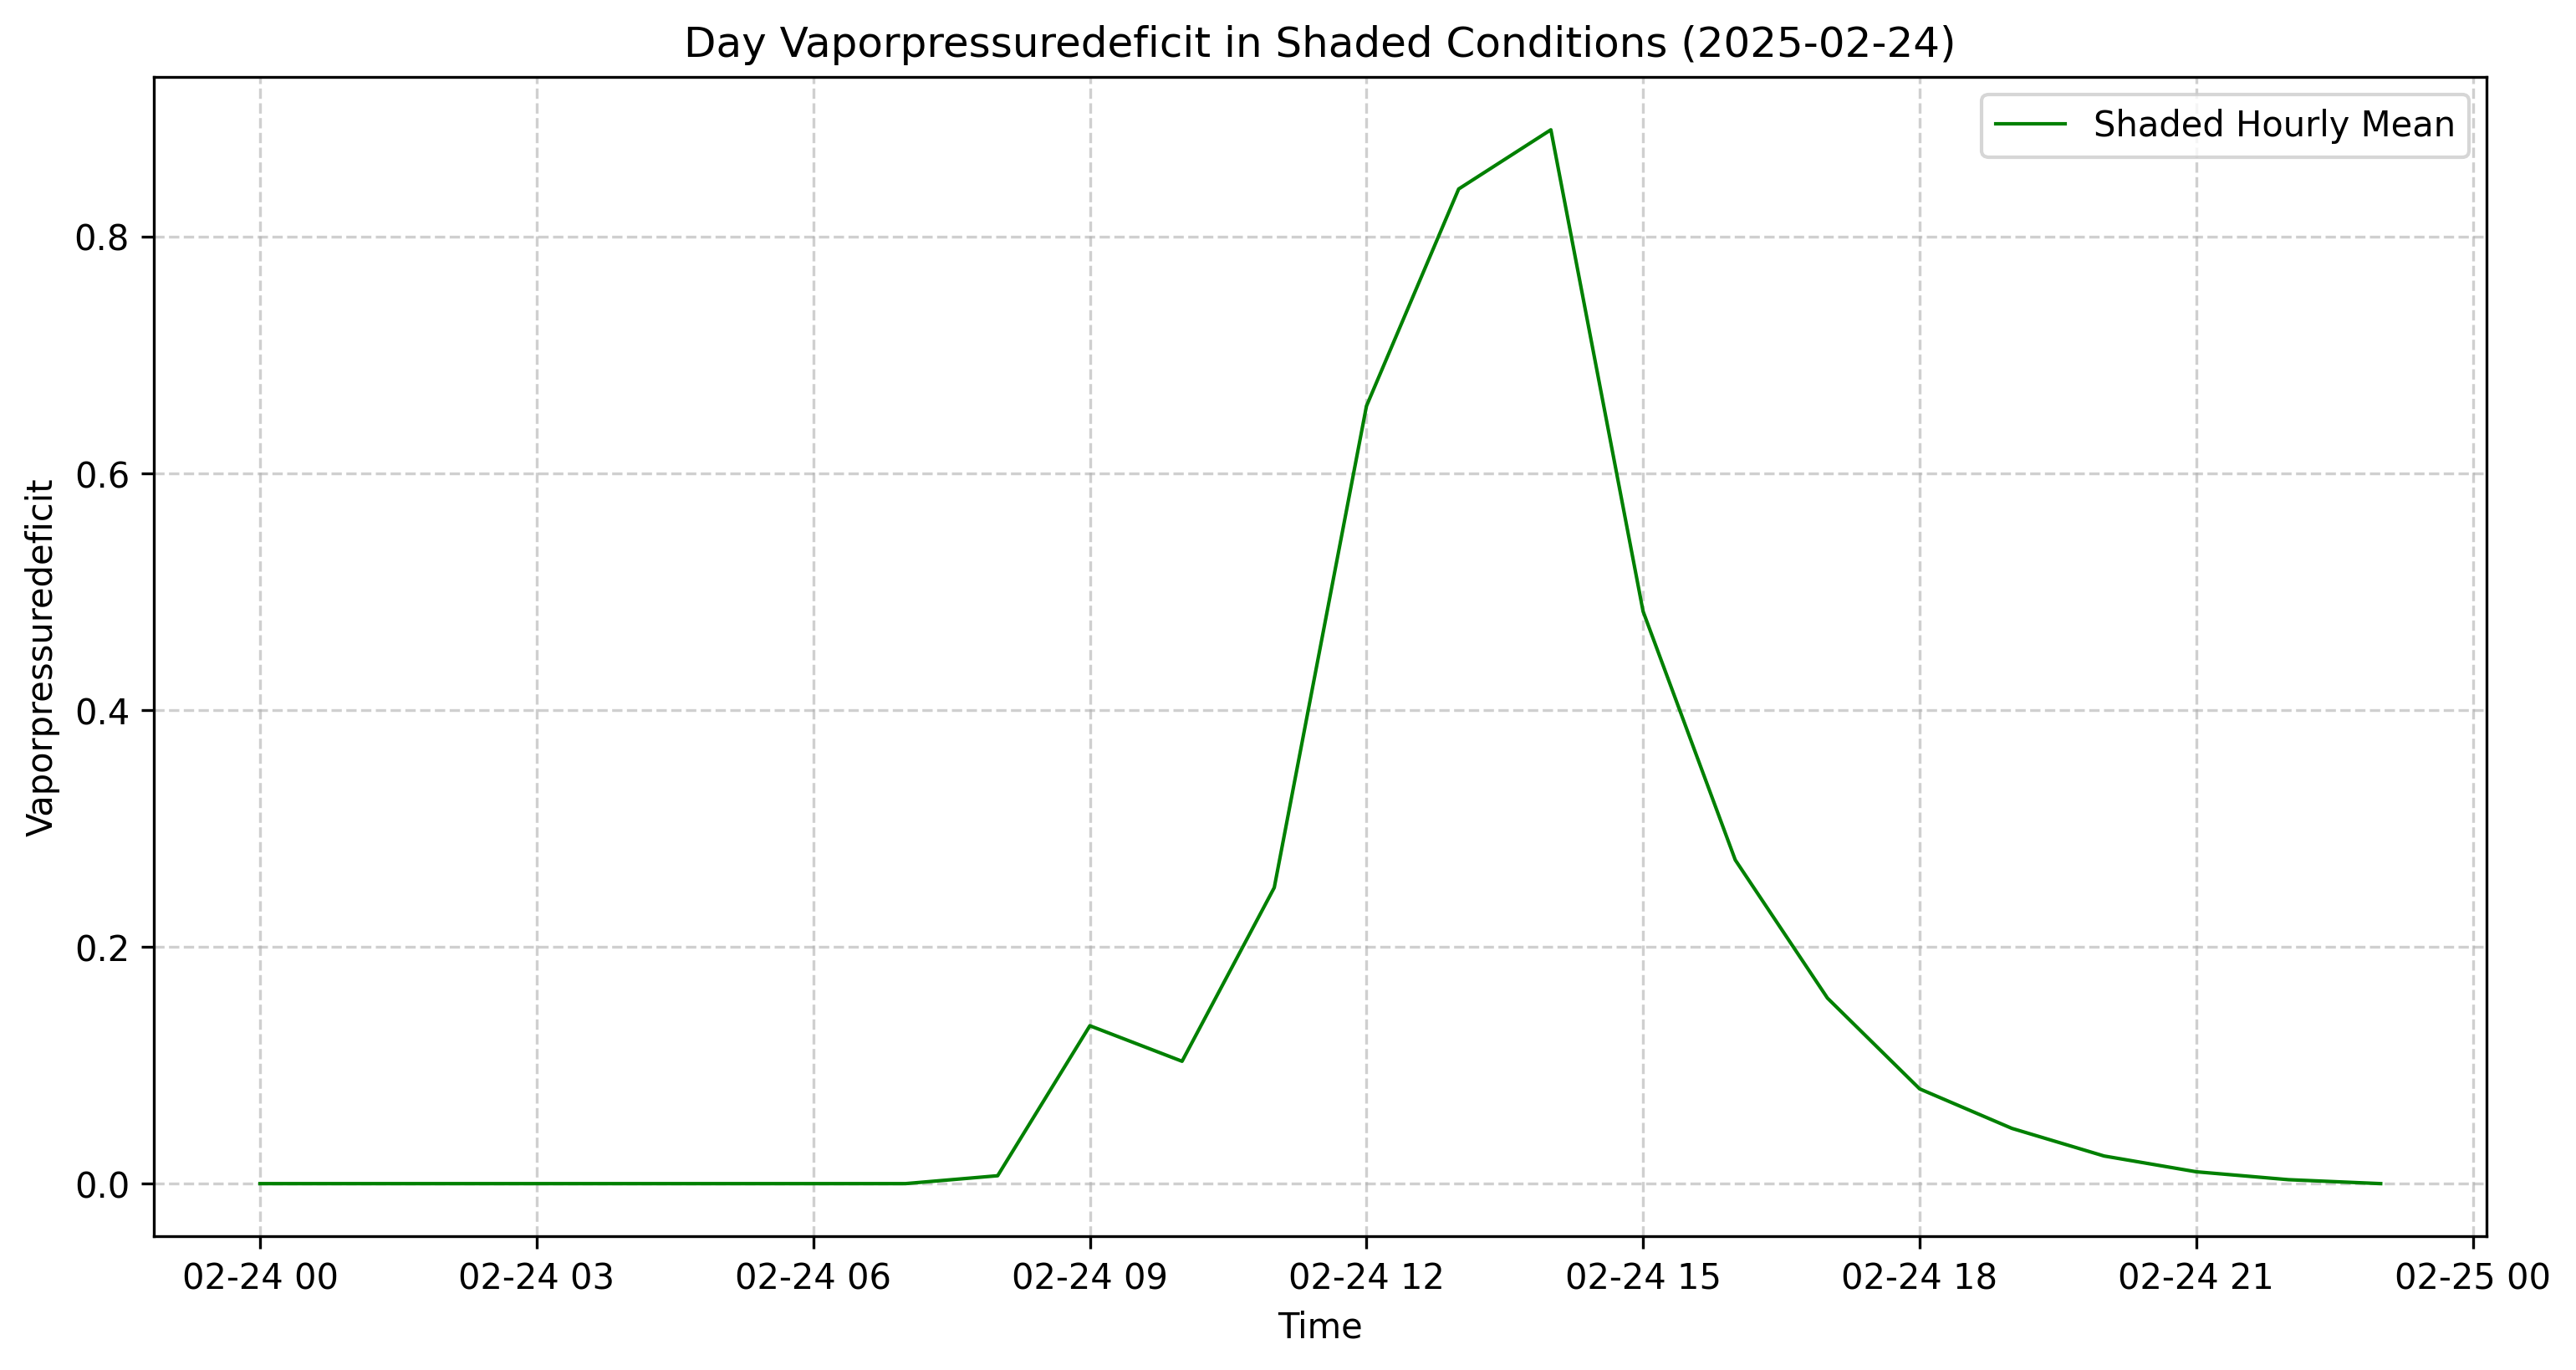 Day Vaporpressuredeficit in Shaded Conditions (2025-02-24)
Shaded Hourly Mean
Vaporpressuredeficit
0.8
0.6
0.4
0.2
0.0
02-24 00 02-24 03 02-24 06 02-24 09 02-24 12 02-24 15 02-24 18 02-24 21 02-25 00
Time